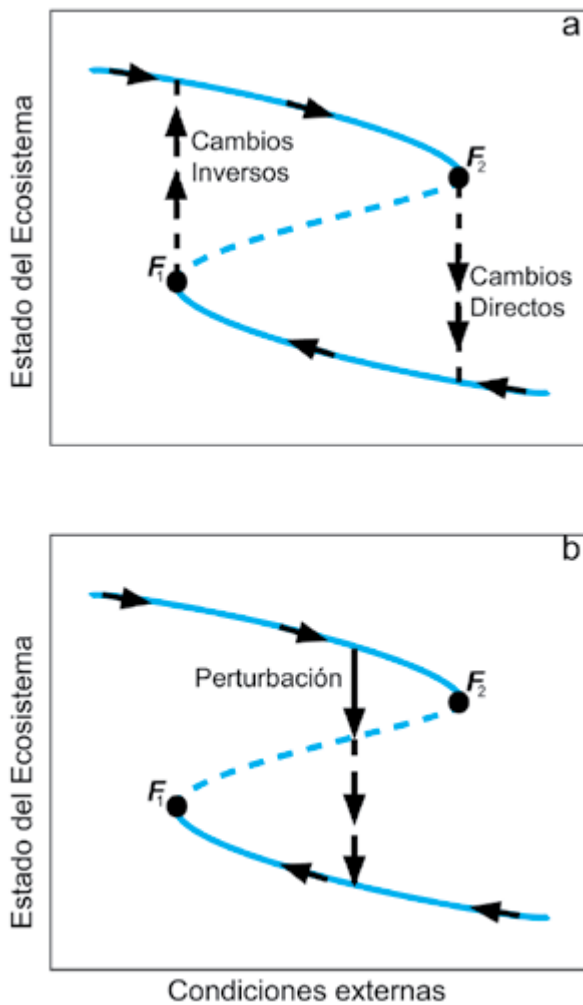 a
Estado del Ecosistema
Cambios
Inversos
F2
F1
Cambios
Directos
b
Estado del Ecosistema
Perturbación
F2
F1
Condiciones externas